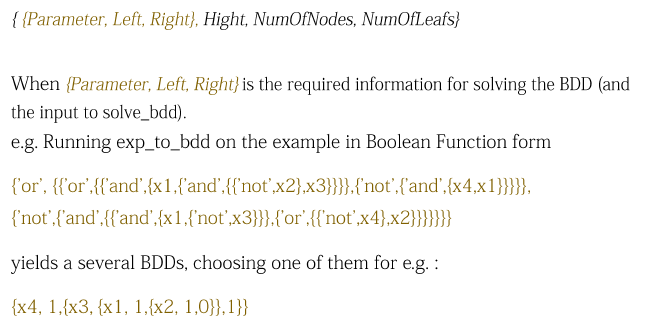 { {Parameter, Left, Right}, Hight, NumOfNodes, NumOfLeafs}
When {Parameter, Left, Right} is the required information for solving the BDD (and
the input to solve_bdd).
e.g. Running exp_to_bdd on the example in Boolean Function form
{'or', {{'or',{{'and',{x1,{'and',{{'not',x2},x3}}}},{'not',{'and',{x4,x1}}}}},
{'not',{'and',{{'and',{x1,{'not',x3}}},{'or',{{'not',x4},x2}}}}}}}
yields a several BDDs, choosing one of them for e.g. :
{x4, 1,{x3, {x1, 1,{x2, 1,0}},1}}